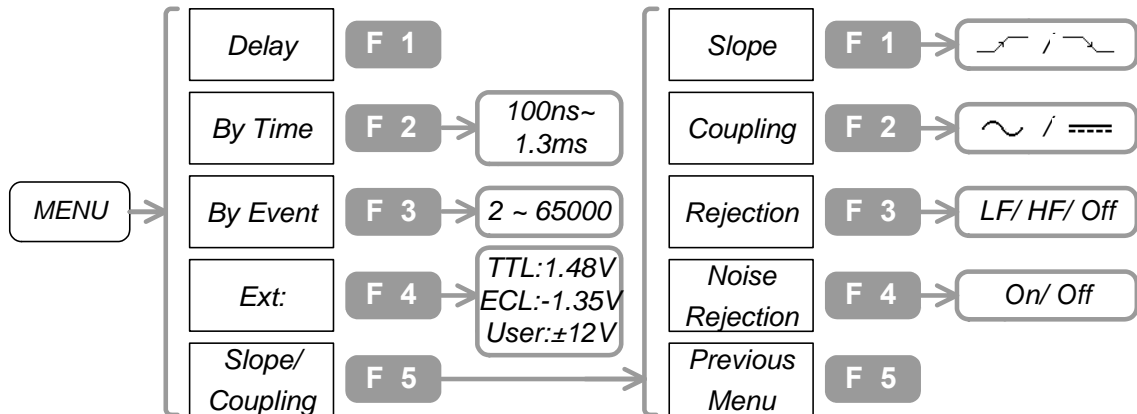 MENU
Delay F 1
By Time F 2 100ns~
1.3ms
By Event F 3 2 ~ 65000
Ext: F 4 TTL:1.48V
ECL:-1.35V
User:±12V
Slope/
Coupling F 5
Slope F 1 /
Coupling F 2 /
Rejection F 3 LF/ HF/ Off
Noise
Rejection F 4 On/ Off
Previous
Menu F 5